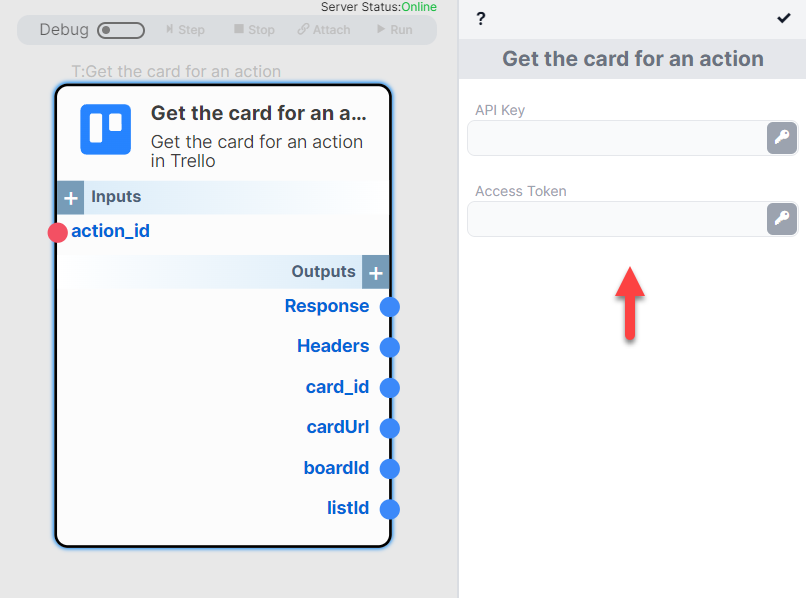 Server Status:Online
Debug
Step
Stop
Attach
Run
T:Get the card for an action
Get the card for an a...
Get the card for an action
in Trello
+ Inputs
action_id
Outputs +
Response
Headers
card_id
cardUrl
boardId
listId
?
Get the card for an action
API Key
Access Token